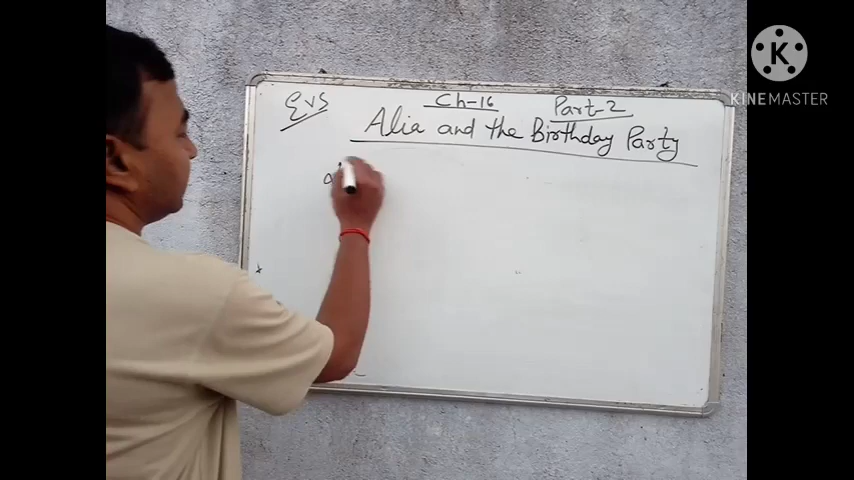 EVS
Ch-16
Part-2
Alia and the Birthday Party
KINEMASTER